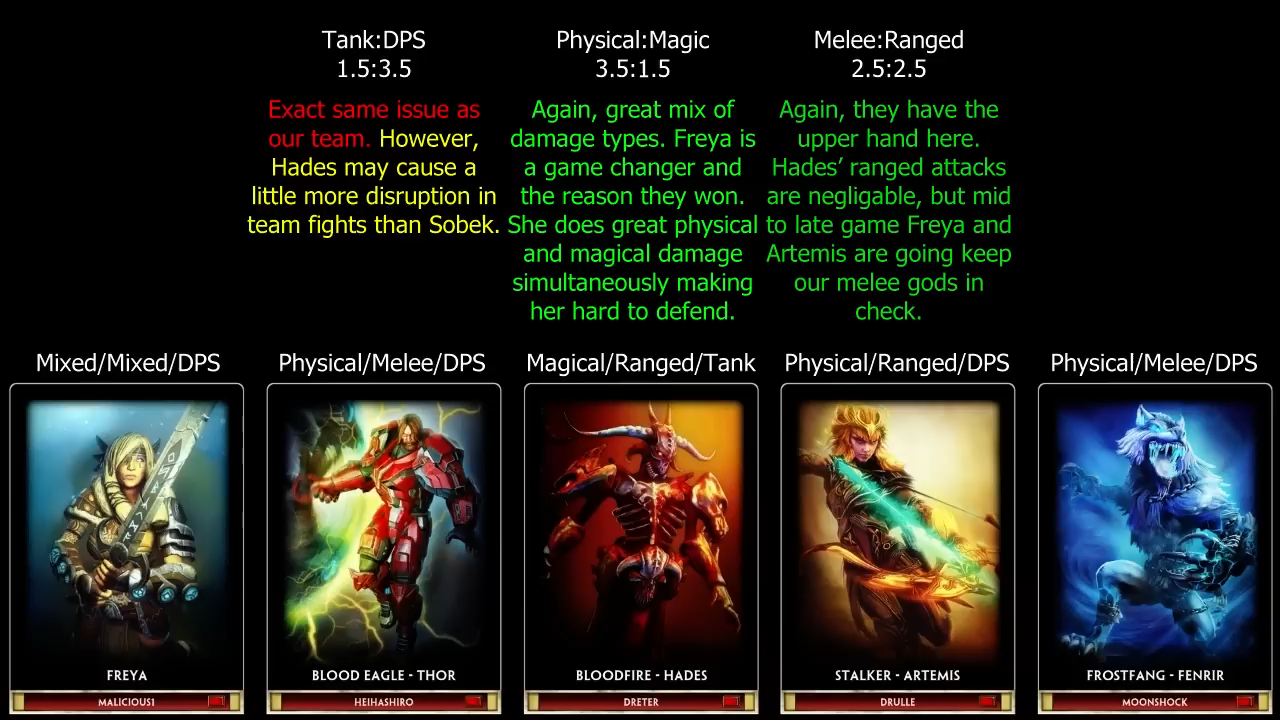 Tank:DPS
1.5:3.5
Exact same issue as
our team. However,
Hades may cause a
little more disruption in
team fights than Sobek.
Physical:Magic
3.5:1.5
Again, great mix of
damage types. Freya is
a game changer and
the reason they won.
She does great physical
and magical damage
simultaneously making
her hard to defend.
Melee:Ranged
2.5:2.5
Again, they have the
upper hand here.
Hades’ ranged attacks
are negligable, but mid
to late game Freya and
Artemis are going keep
our melee gods in
check.
Mixed/Mixed/DPS
FREYA
MALICIOUS1
Physical/Melee/DPS
BLOOD EAGLE - THOR
HEIHASHIRO
Magical/Ranged/Tank
BLOODFIRE - HADES
DRETER
Physical/Ranged/DPS
STALKER - ARTEMIS
DRULLE
Physical/Melee/DPS
FROSTFANG - FENRIR
MOONSHOCK